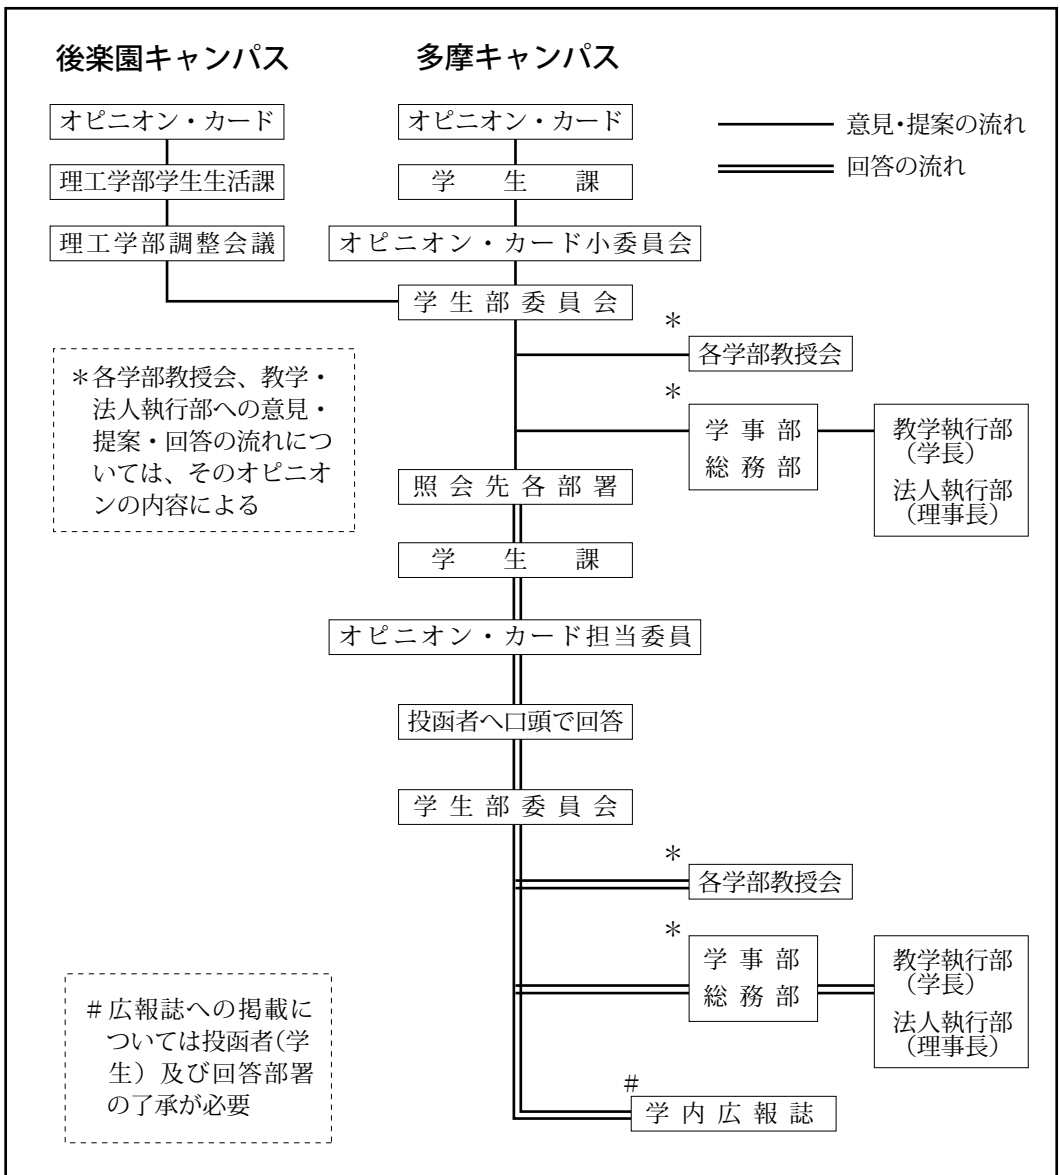 後楽園キャンパス
多摩キャンパス
オピニオン・カード
オピニオン・カード
意見・提案の流れ
回答の流れ
理工学部学生生活課
学生課
理工学部調整会議
オピニオン・カード小委員会
学生部委員会
＊
各学部教授会
＊
学事部
総務部
教学執行部
（学長）
法人執行部
（理事長）
＊各学部教授会、教学・
法人執行部への意見・
提案・回答の流れにつ
いては、そのオピニオ
ンの内容による
照会先各部署
学生課
オピニオン・カード担当委員
投函者へ口頭で回答
学生部委員会
＊
各学部教授会
＊
学事部
総務部
教学執行部
（学長）
法人執行部
（理事長）
＃広報誌への掲載に
ついては投函者(学
生）及び回答部署
の了承が必要
＃
学内広報誌